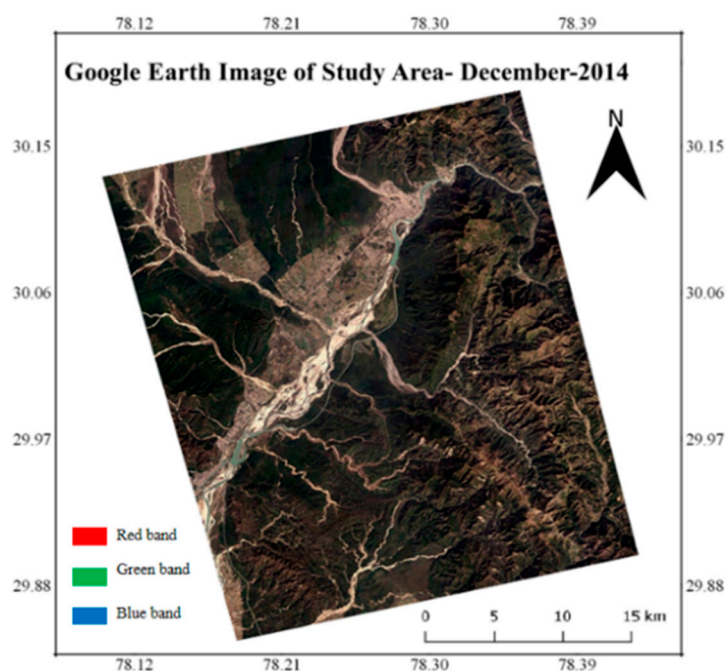 78.12 78.21 78.30 78.39
Google Earth Image of Study Area- December-2014
N
30.15 30.15
30.06 30.06
29.97 29.97
Red band
Green band
29.88 29.88
Blue band
0 5 10 15 km
78.12 78.21 78.30 78.39